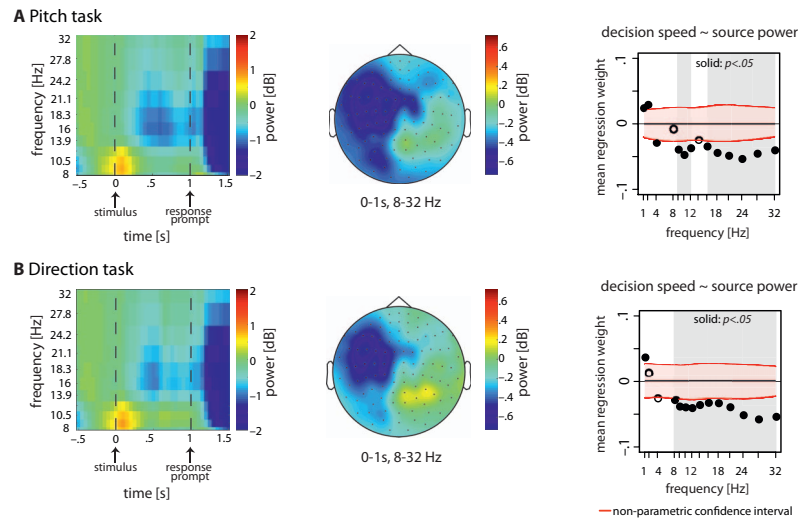 A Pitch task
decision speed ~ source power
frequency [Hz]
32
28
24.2
21.1
18.3
16
13.9
10.5
8
-.5 0 .5 1 1.5
stimulus
response prompt
time [s]
power [dB]
2
1
0
-1
-2
0-1s, 8-32 Hz
power [dB]
.6
.4
.2
0
-.2
-.4
-.6
solid: p<.05
mean regression weight
.1
0
-.1
1 4 8 12 18 24 32
frequency [Hz]
B Direction task
decision speed ~ source power
frequency [Hz]
32
28
24.2
21.1
18.3
16
13.9
10.5
8
-.5 0 .5 1 1.5
stimulus
response prompt
time [s]
power [dB]
2
1
0
-1
-2
0-1s, 8-32 Hz
power [dB]
.6
.4
.2
0
-.2
-.4
-.6
solid: p<.05
mean regression weight
.1
0
-.1
1 4 8 12 18 24 32
frequency [Hz]
non-parametric confidence interval